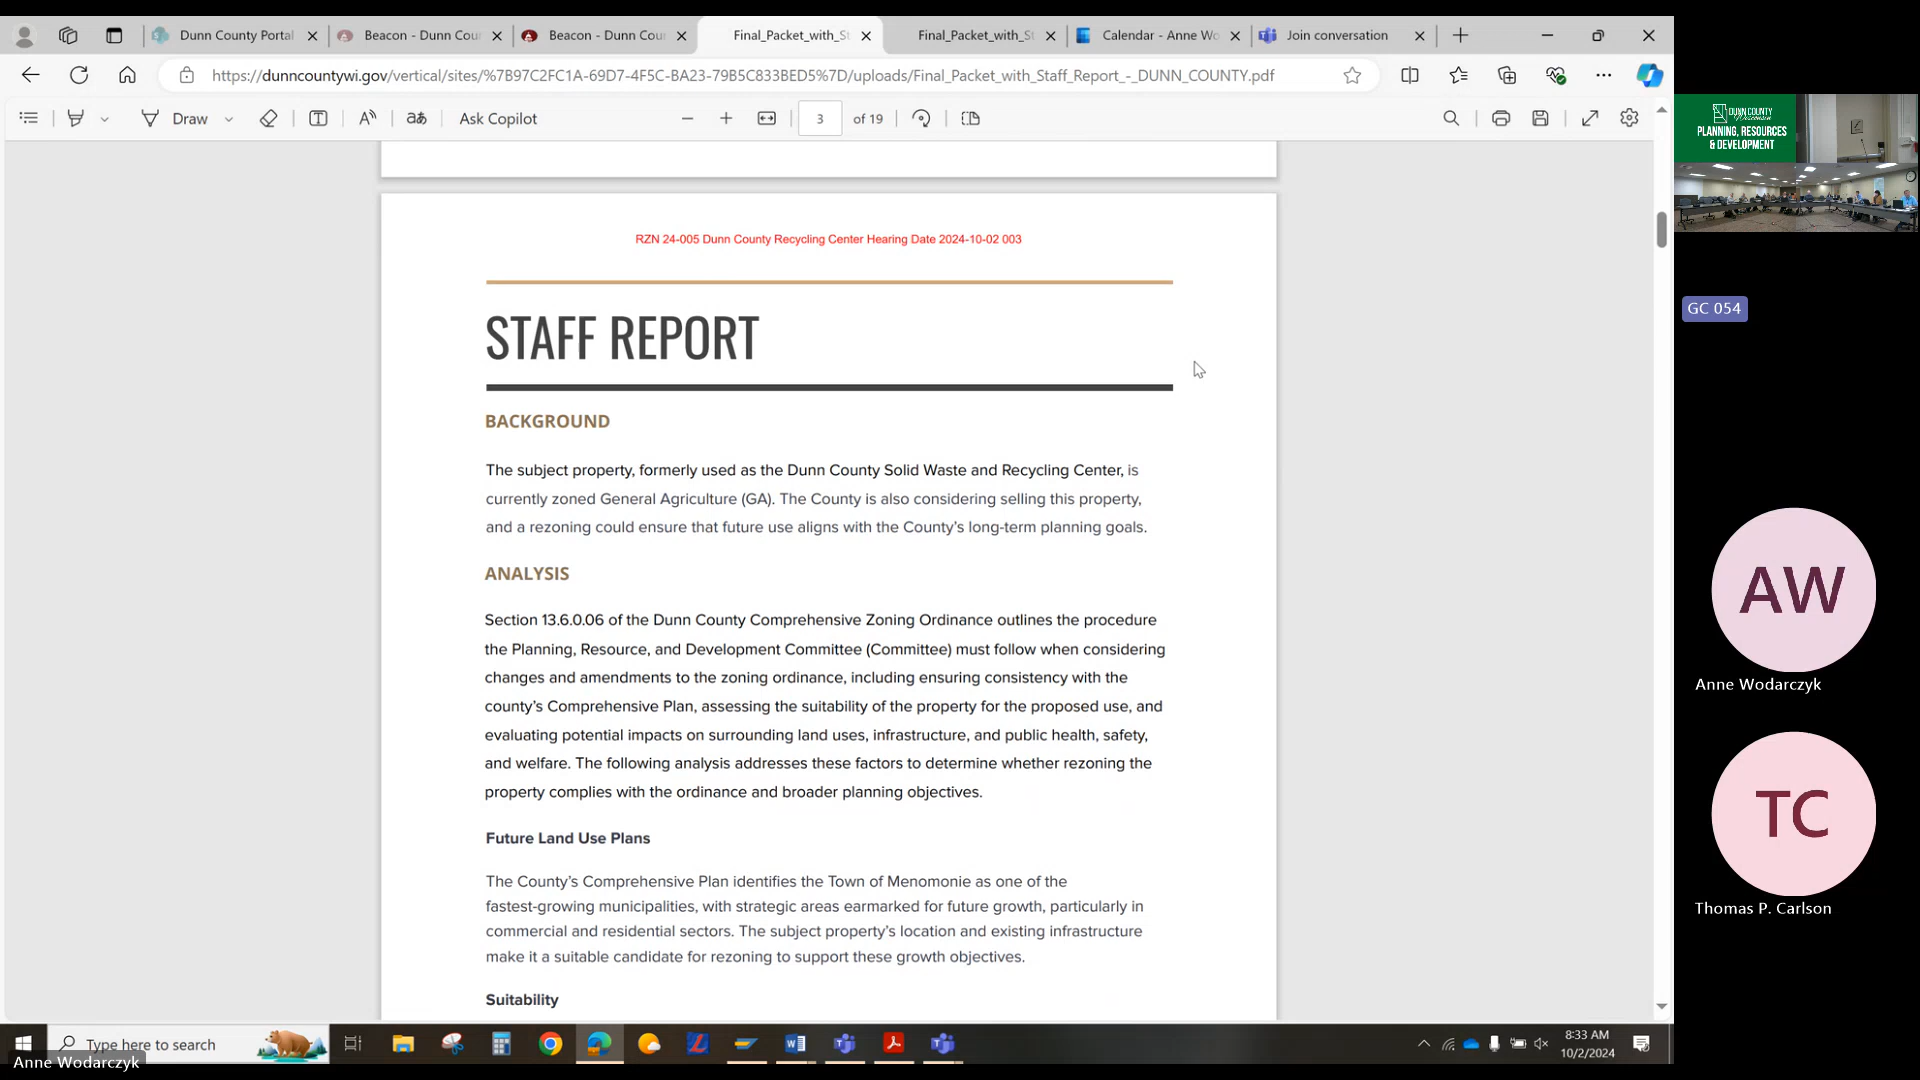 Dunn County Portal
Beacon - Dunn Cou
Beacon - Dunn Cou
Final_Packet_with_St
Final_Packet_with_St
Calendar - Anne Wo
Join conversation
https://dunncountywi.gov/vertical/sites/%7B97C2FC1A-69D7-4F5C-BA23-79B5C833BED5%7D/uploads/Final_Packet_with_Staff_Report_-_DUNN_COUNTY.pdf
Draw
Ask Copilot
3
of 19
DUNN COUNTY
Wisconsin
PLANNING, RESOURCES
& DEVELOPMENT
RZN 24-005 Dunn County Recycling Center Hearing Date 2024-10-02 003
STAFF REPORT
GC 054
BACKGROUND
The subject property, formerly used as the Dunn County Solid Waste and Recycling Center, is
currently zoned General Agriculture (GA). The County is also considering selling this property,
and a rezoning could ensure that future use aligns with the County's long-term planning goals.
ANALYSIS
Section 13.6.0.06 of the Dunn County Comprehensive Zoning Ordinance outlines the procedure
the Planning, Resource, and Development Committee (Committee) must follow when considering
changes and amendments to the zoning ordinance, including ensuring consistency with the
county's Comprehensive Plan, assessing the suitability of the property for the proposed use, and
evaluating potential impacts on surrounding land uses, infrastructure, and public health, safety,
and welfare. The following analysis addresses these factors to determine whether rezoning the
property complies with the ordinance and broader planning objectives.
Future Land Use Plans
The County's Comprehensive Plan identifies the Town of Menomonie as one of the
fastest-growing municipalities, with strategic areas earmarked for future growth, particularly in
commercial and residential sectors. The subject property's location and existing infrastructure
make it a suitable candidate for rezoning to support these growth objectives.
Suitability
AW
Anne Wodarczyk
TC
Thomas P. Carlson
Type here to search
8:33 AM
10/2/2024
Anne Wodarczyk